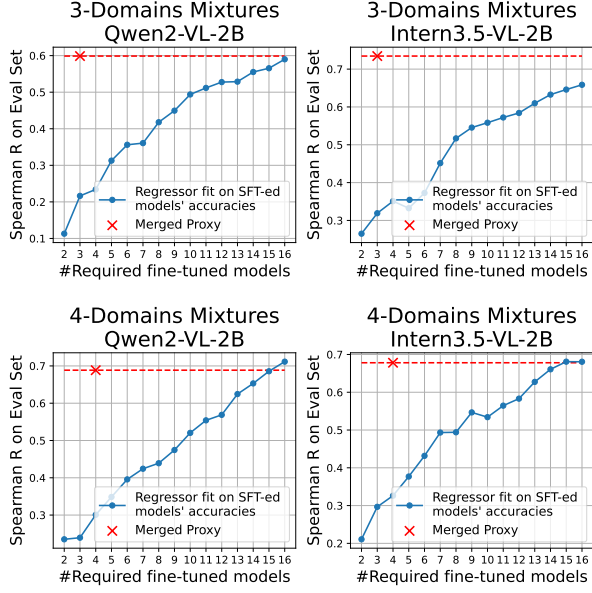 3-Domains Mixtures
Qwen2-VL-2B
Spearman R on Eval Set
0.6
0.5
0.4
0.3
0.2
0.1
Regressor fit on SFT-ed
models' accuracies
Merged Proxy
2 3 4 5 6 7 8 9 10 11 12 13 14 15 16
#Required fine-tuned models
3-Domains Mixtures
Intern3.5-VL-2B
Spearman R on Eval Set
0.7
0.6
0.5
0.4
0.3
Regressor fit on SFT-ed
models' accuracies
Merged Proxy
2 3 4 5 6 7 8 9 10 11 12 13 14 15 16
#Required fine-tuned models
4-Domains Mixtures
Qwen2-VL-2B
Spearman R on Eval Set
0.7
0.6
0.5
0.4
0.3
Regressor fit on SFT-ed
models' accuracies
Merged Proxy
2 3 4 5 6 7 8 9 10 11 12 13 14 15 16
#Required fine-tuned models
4-Domains Mixtures
Intern3.5-VL-2B
Spearman R on Eval Set
0.7
0.6
0.5
0.4
0.3
0.2
Regressor fit on SFT-ed
models' accuracies
Merged Proxy
2 3 4 5 6 7 8 9 10 11 12 13 14 15 16
#Required fine-tuned models